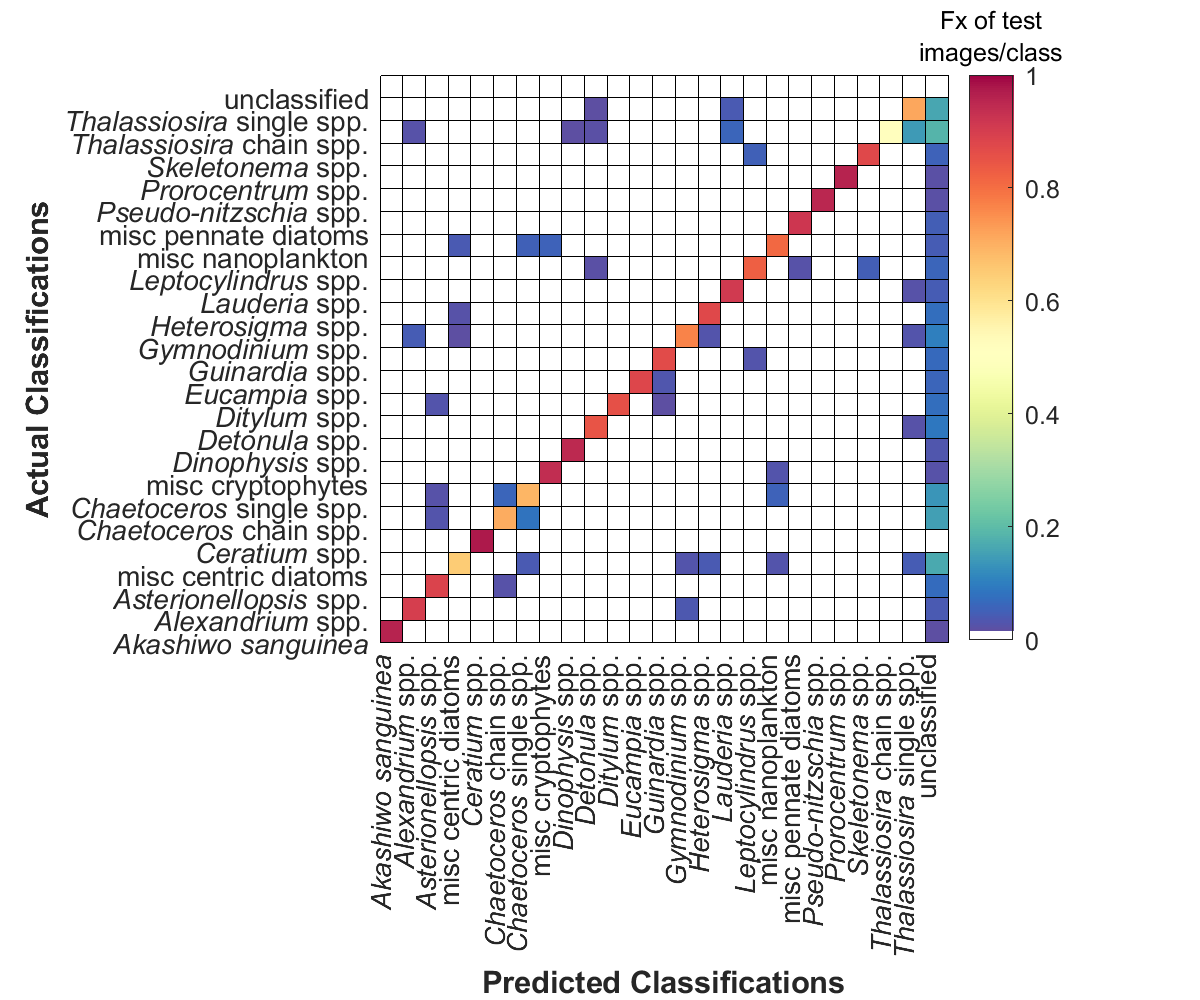 Fx of test
images/class
unclassified
Thalassiosira single spp.
Thalassiosira chain spp.
Skeletonema spp.
Prorocentrum spp.
Pseudo-nitzschia spp.
misc pennate diatoms
misc nanoplankton
Leptocylindrus spp.
Lauderia spp.
Heterosigma spp.
Gymnodinium spp.
Guinardia spp.
Eucampia spp.
Ditylum spp.
Detonula spp.
Dinophysis spp.
misc cryptophytes
Chaetoceros single spp.
Chaetoceros chain spp.
Ceratium spp.
misc centric diatoms
Asterionellopsis spp.
Alexandrium spp.
Akashiwo sanguinea
Actual Classifications
1
0.8
0.6
0.4
0.2
0
Akashiwo sanguinea
Alexandrium spp.
Asterionellopsis spp.
misc centric diatoms
Ceratium spp.
Chaetoceros chain spp.
Chaetoceros single spp.
misc cryptophytes
Dinophysis spp.
Detonula spp.
Ditylum spp.
Eucampia spp.
Guinardia spp.
Gymnodinium spp.
Heterosigma spp.
Lauderia spp.
Leptocylindrus spp.
misc nanoplankton
misc pennate diatoms
Pseudo-nitzschia spp.
Prorocentrum spp.
Skeletonema spp.
Thalassiosira chain spp.
Thalassiosira single spp.
unclassified
Predicted Classifications